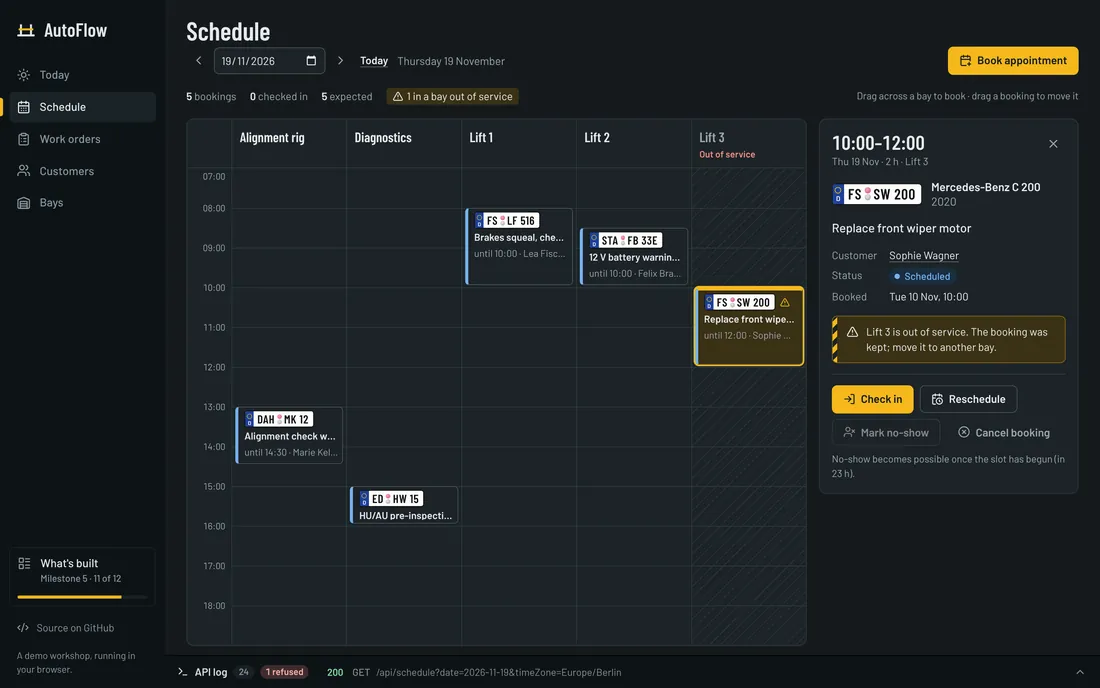 AutoFlow
Today
Schedule
Work orders
Customers
Bays
What's built
Milestone 5 · 11 of 12
Source on GitHub
A demo workshop, running in
your browser.
Schedule
19/11/2026
Today
Thursday 19 November
Book appointment
5 bookings
0 checked in
5 expected
1 in a bay out of service
Drag across a bay to book · drag a booking to move it
Alignment rig
Diagnostics
Lift 1
Lift 2
Lift 3
Out of service
07:00
08:00
09:00
10:00
11:00
12:00
13:00
14:00
15:00
16:00
17:00
18:00
D FS LF 516
Brakes squeal, che...
until 10:00 · Lea Fisc...
D STA FB 33E
12 V battery warnin...
until 10:00 · Felix Bra...
D FS SW 200
Replace front wipe...
until 12:00 · Sophie ...
D DAH MK 12
Alignment check w...
until 14:30 · Marie Kel...
D ED HW 15
HU/AU pre-inspecti...
10:00–12:00
Thu 19 Nov · 2 h · Lift 3
D FS SW 200
Mercedes-Benz C 200
2020
Replace front wiper motor
Customer Sophie Wagner
Status Scheduled
Booked Tue 10 Nov, 10:00
Lift 3 is out of service. The booking was
kept; move it to another bay.
Check in
Reschedule
Mark no-show
Cancel booking
No-show becomes possible once the slot has begun (in
23 h).
API log 24 1 refused 200 GET /api/schedule?date=2026-11-19&timeZone=Europe/Berlin